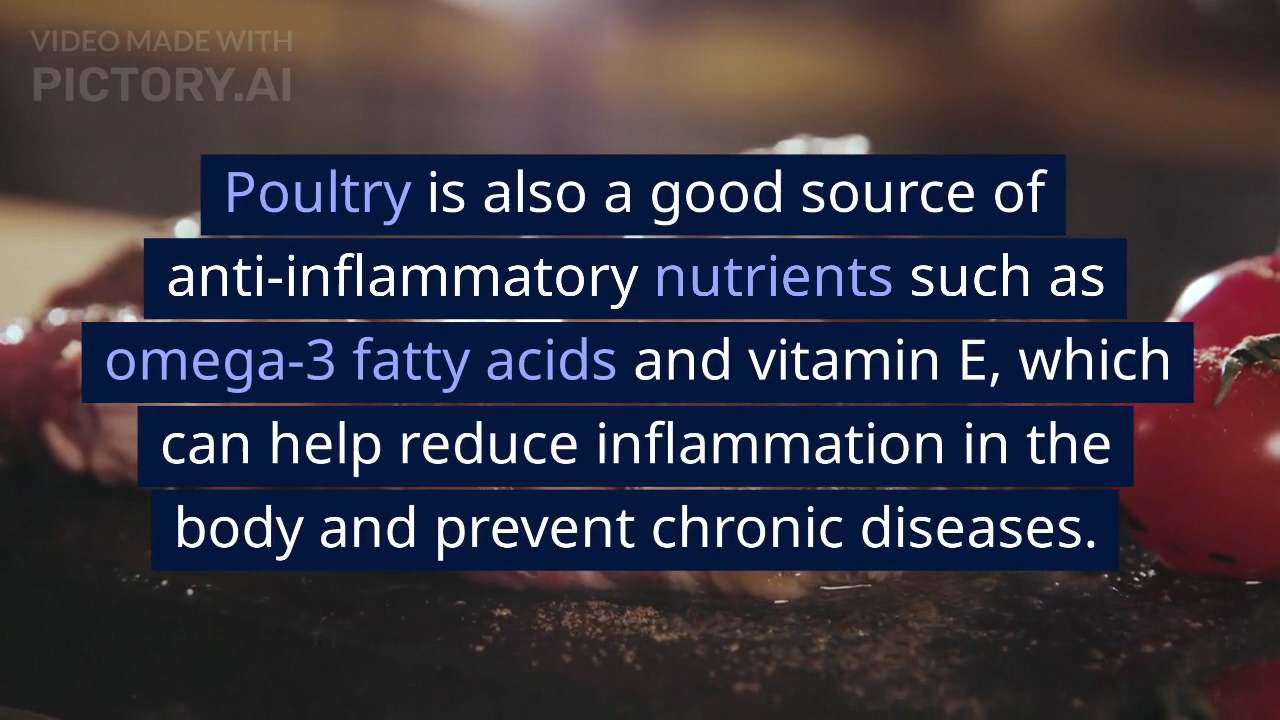 VIDEO MADE WITH
PICTORY.AI
Poultry is also a good source of
anti-inflammatory nutrients such as
omega-3 fatty acids and vitamin E, which
can help reduce inflammation in the
body and prevent chronic diseases.